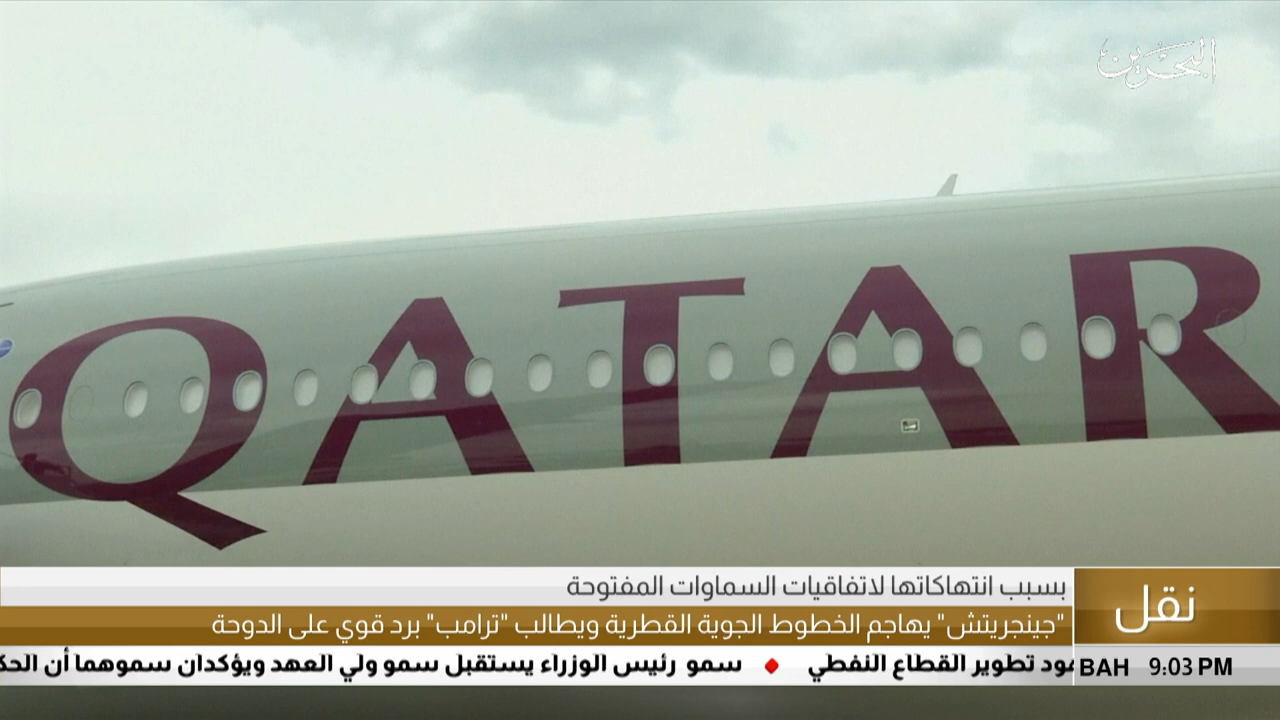 البحرين
QATAR
بسبب انتهاكاتها لاتفاقيات السماوات المفتوحة
نقل
"جينجريتش" يهاجم الخطوط الجوية القطرية ويطالب "ترامب" برد قوي على الدوحة
تطوير القطاع النفطي
سمو رئيس الوزراء يستقبل سمو ولي العهد ويؤكدان سموهما أن
BAH 9:03 PM